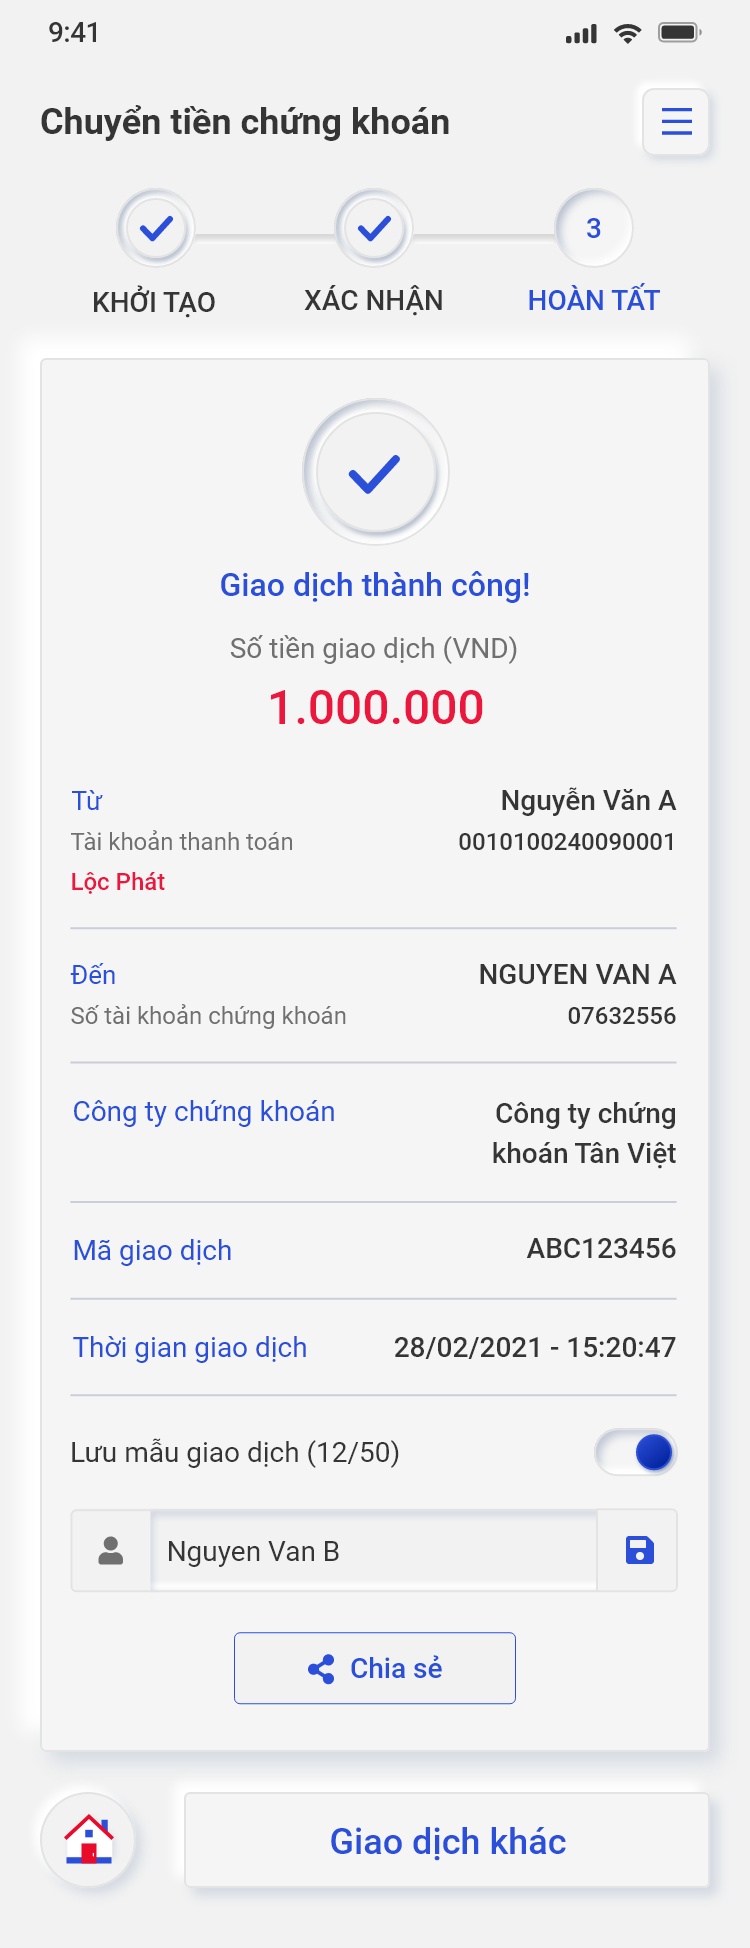 9:41
Chuyển tiền chứng khoán
3
KHỞI TẠO XÁC NHẬN HOÀN TẤT
Giao dịch thành công!
Số tiền giao dịch (VND)
1.000.000
Từ Nguyễn Văn A
Tài khoản thanh toán 0010100240090001
Lộc Phát
Đến NGUYEN VAN A
Số tài khoản chứng khoán 07632556
Công ty chứng khoán Công ty chứng
khoán Tân Việt
Mã giao dịch ABC123456
Thời gian giao dịch 28/02/2021 - 15:20:47
Lưu mẫu giao dịch (12/50)
Nguyen Van B
Chia sẻ
Giao dịch khác